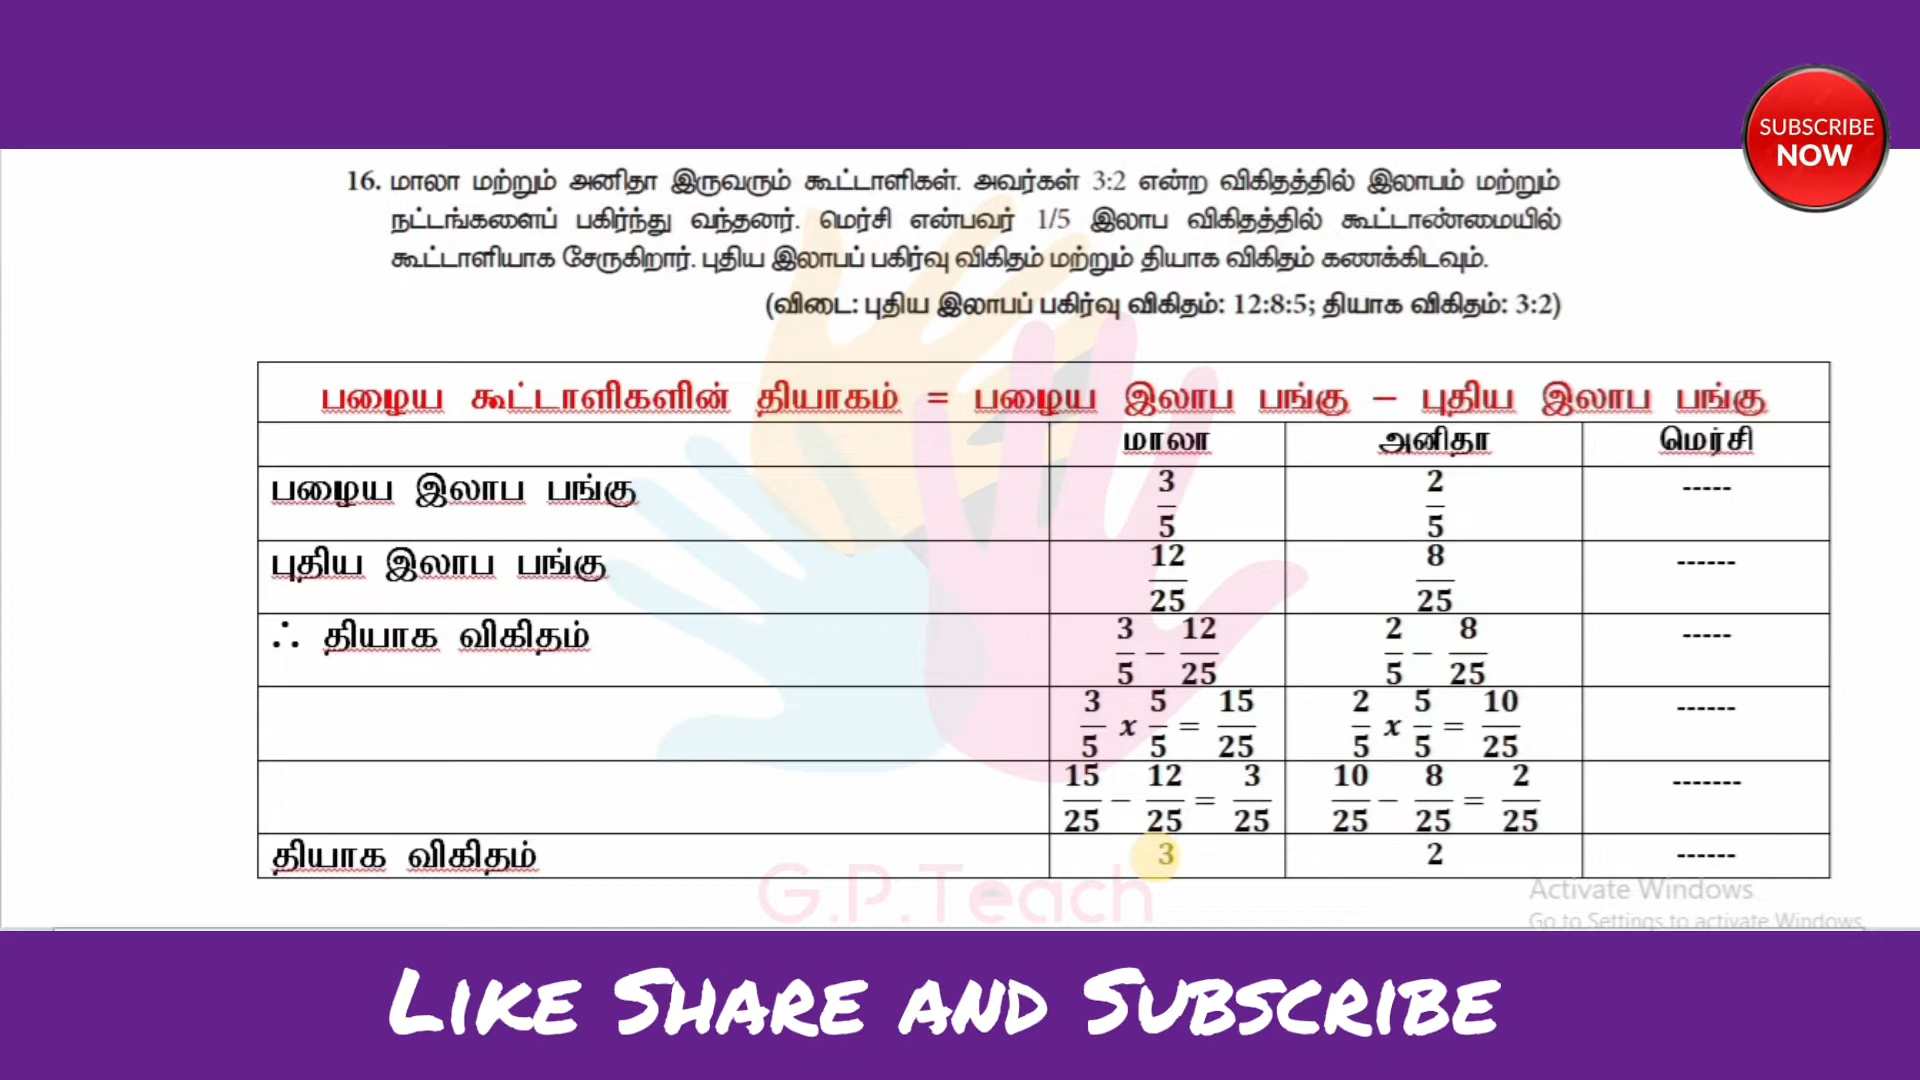 SUBSCRIBE
NOW
16. மாலா மற்றும் அனிதா இருவரும் கூட்டாளிகள். அவர்கள் 3:2 என்ற விகிதத்தில் இலாபம் மற்றும்
நட்டங்களைப் பகிர்ந்து வந்தனர். மெர்சி என்பவர் 1/5 இலாப விகிதத்தில் கூட்டாண்மையில்
கூட்டாளியாக சேருகிறார். புதிய இலாபப் பகிர்வு விகிதம் மற்றும் தியாக விகிதம் கணக்கிடவும்.
(விடை: புதிய இலாபப் பகிர்வு விகிதம்: 12:8:5; தியாக விகிதம்: 3:2)
பழைய கூட்டாளிகளின் தியாகம் = பழைய இலாப பங்கு – புதிய இலாப பங்கு
மாலா அனிதா மெர்சி
பழைய இலாப பங்கு 3/5 2/5 -----
புதிய இலாப பங்கு 12/25 8/25 ------
∴ தியாக விகிதம் 3/5 − 12/25 2/5 − 8/25 -----
3/5 x 5/5 = 15/25 2/5 x 5/5 = 10/25 ------
15/25 − 12/25 = 3/25 10/25 − 8/25 = 2/25 -------
தியாக விகிதம் 3 2 ------
G.P.Teach
Activate Windows
Go to Settings to activate Windows.
LIKE SHARE AND SUBSCRIBE